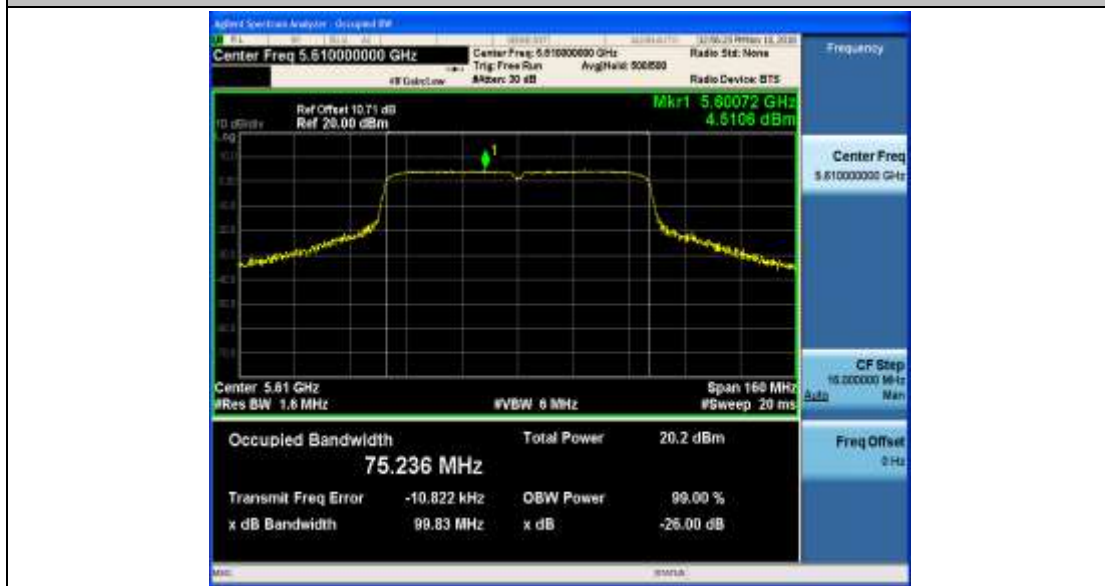 Agilent Spectrum Analyzer - Occupied BW
Center Freq 5.610000000 GHz
Center Freq: 5.610000000 GHz
Trig: Free Run
Avg|Hold: 500/500
#IFGain:Low
#Atten: 30 dB
Radio Std: None
Radio Device: BTS
Frequency
Ref Offset 10.71 dB
Ref 20.00 dBm
10 dB/div
Log
Mkr1 5.60072 GHz
4.5106 dBm
1
Center Freq
5.610000000 GHz
Center 5.61 GHz
Span 160 MHz
#Res BW 1.6 MHz
#VBW 6 MHz
#Sweep 20 ms
CF Step
16.000000 MHz
Auto Man
Occupied Bandwidth
75.236 MHz
Total Power 20.2 dBm
Freq Offset
0 Hz
Transmit Freq Error -10.822 kHz
OBW Power 99.00 %
x dB Bandwidth 99.83 MHz
x dB -26.00 dB
MSG
STATUS